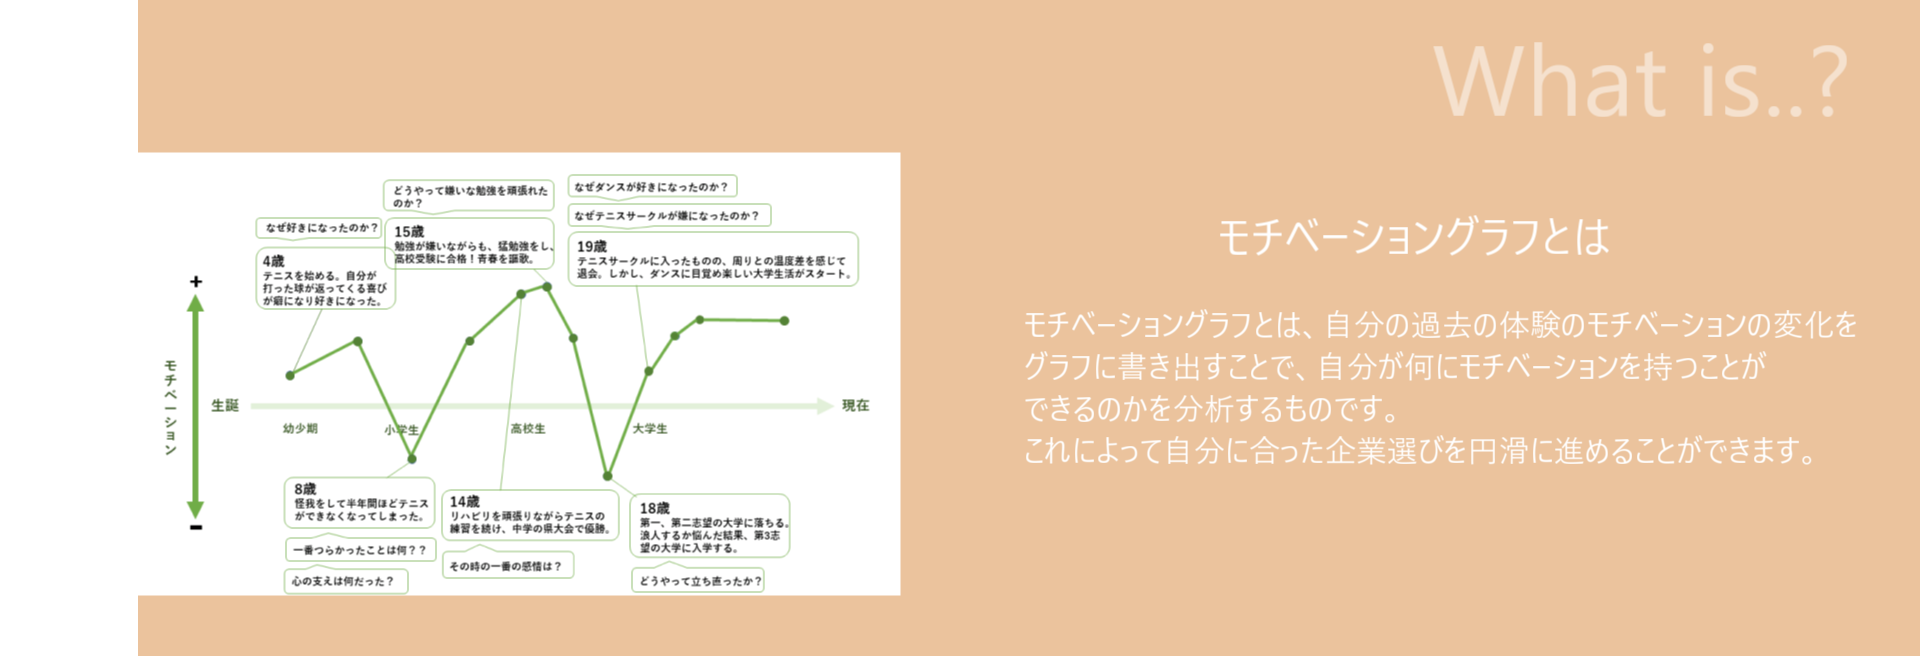 What is..?
モチベーショングラフとは
モチベーショングラフとは、自分の過去の体験のモチベーションの変化を
グラフに書き出すことで、自分が何にモチベーションを持つことが
できるのかを分析するものです。
これによって自分に合った企業選びを円滑に進めることができます。
なぜ好きになったのか？
4歳
テニスを始める。自分が
打った球が返ってくる喜び
が癖になり好きになった。
どうやって嫌いな勉強を頑張れた
のか？
15歳
勉強が嫌いながらも、猛勉強をし、
高校受験に合格！青春を謳歌。
なぜダンスが好きになったのか？
なぜテニスサークルが嫌になったのか？
19歳
テニスサークルに入ったものの、周りとの温度差を感じて
退会。しかし、ダンスに目覚め楽しい大学生活がスタート。
+
モチベーション
-
生誕
現在
幼少期
小学生
高校生
大学生
8歳
怪我をして半年間ほどテニス
ができなくなってしまった。
一番つらかったことは何？？
心の支えは何だった？
14歳
リハビリを頑張りながらテニスの
練習を続け、中学の県大会で優勝。
その時の一番の感情は？
18歳
第一、第二志望の大学に落ちる。
浪人するか悩んだ結果、第3志
望の大学に入学する。
どうやって立ち直ったか？